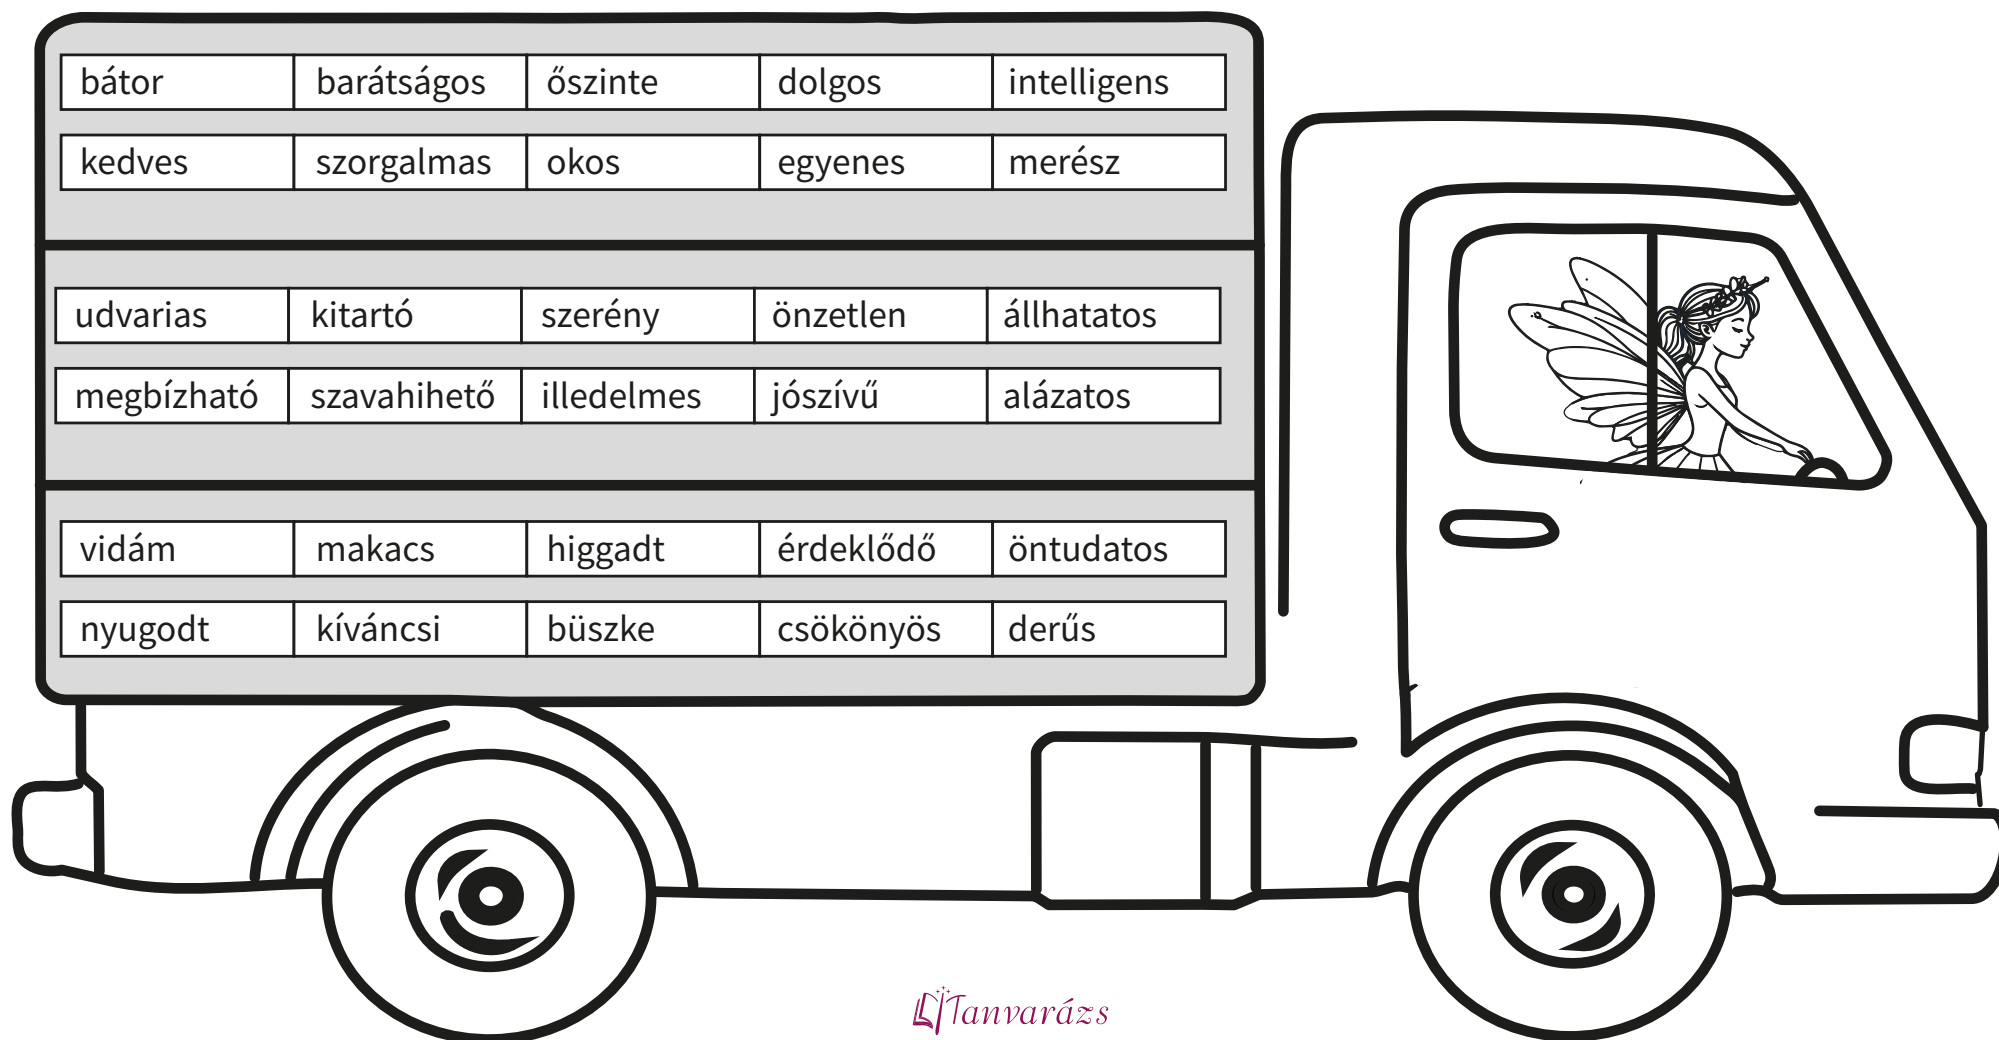 bátor barátságos őszinte dolgos intelligens
kedves szorgalmas okos egyenes merész
udvarias kitartó szerény önzetlen állhatatos
megbízható szavahihető illedelmes jószívű alázatos
vidám makacs higgadt érdeklődő öntudatos
nyugodt kíváncsi büszke csökönyös derűs
Tanvarázs